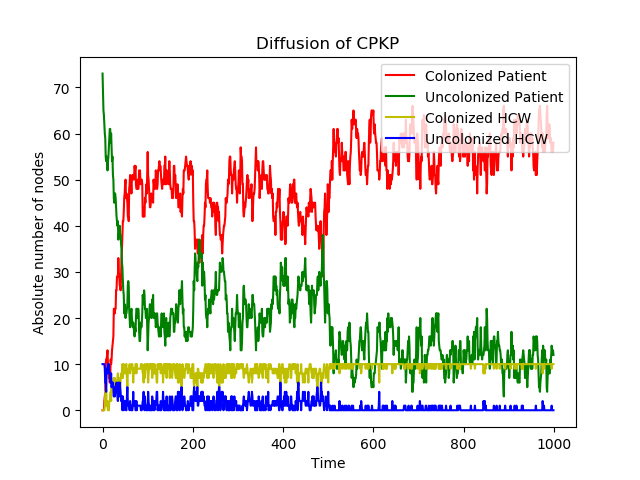 Diffusion of CPKP
Colonized Patient
Uncolonized Patient
Colonized HCW
Uncolonized HCW
Absolute number of nodes
70
60
50
40
30
20
10
0
0 200 400 600 800 1000
Time